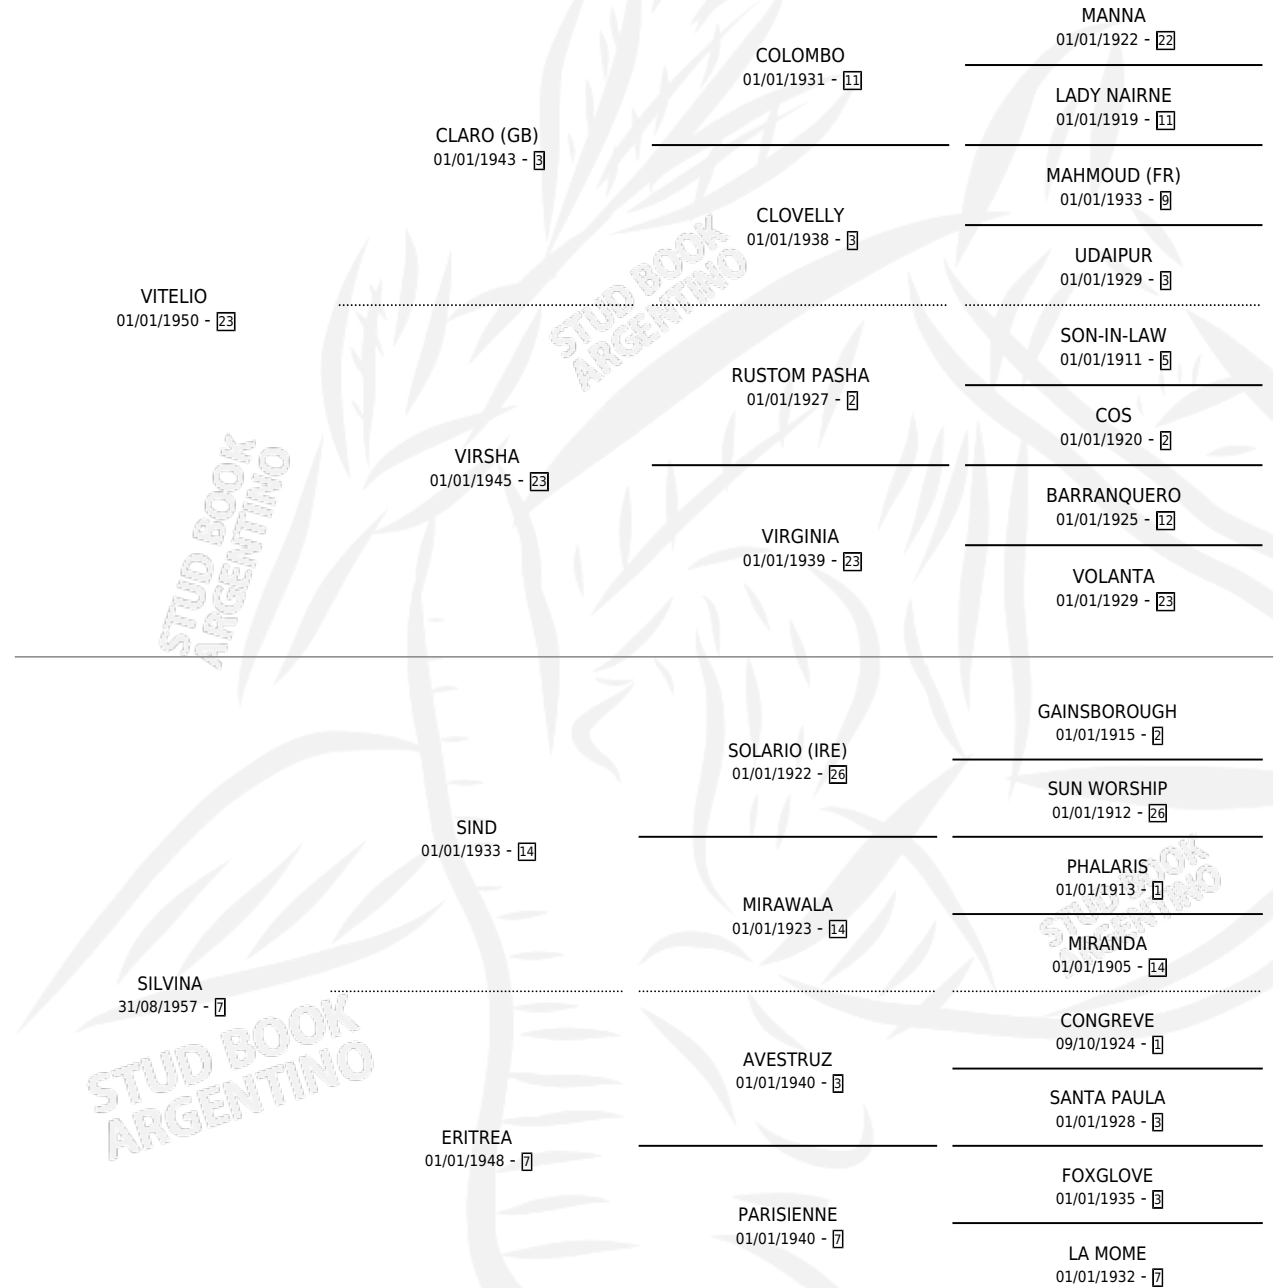 MANNA
01/01/1922 - 22
COLOMBO
01/01/1931 - 11
LADY NAIRNE
01/01/1919 - 11
CLARO (GB)
01/01/1943 - 3
MAHMOUD (FR)
01/01/1933 - 9
CLOVELLY
01/01/1938 - 3
UDAIPUR
01/01/1929 - 3
VITELIO
01/01/1950 - 23
STUD BOOK
ARGENTINO
SON-IN-LAW
01/01/1911 - 5
RUSTOM PASHA
01/01/1927 - 2
COS
01/01/1920 - 2
VIRSHA
01/01/1945 - 23
BARRANQUERO
01/01/1925 - 12
VIRGINIA
01/01/1939 - 23
VOLANTA
01/01/1929 - 23
STUD BOOK
ARGENTINO
GAINSBOROUGH
01/01/1915 - 2
SOLARIO (IRE)
01/01/1922 - 26
SUN WORSHIP
01/01/1912 - 26
SIND
01/01/1933 - 14
PHALARIS
01/01/1913 - 1
MIRAWALA
01/01/1923 - 14
STUD BOOK
ARGENTINO
MIRANDA
01/01/1905 - 14
SILVINA
31/08/1957 - 7
CONGREVE
09/10/1924 - 1
AVESTRUZ
01/01/1940 - 3
SANTA PAULA
01/01/1928 - 3
STUD BOOK
ARGENTINO
ERITREA
01/01/1948 - 7
FOXGLOVE
01/01/1935 - 3
PARISIENNE
01/01/1940 - 7
LA MOME
01/01/1932 - 7